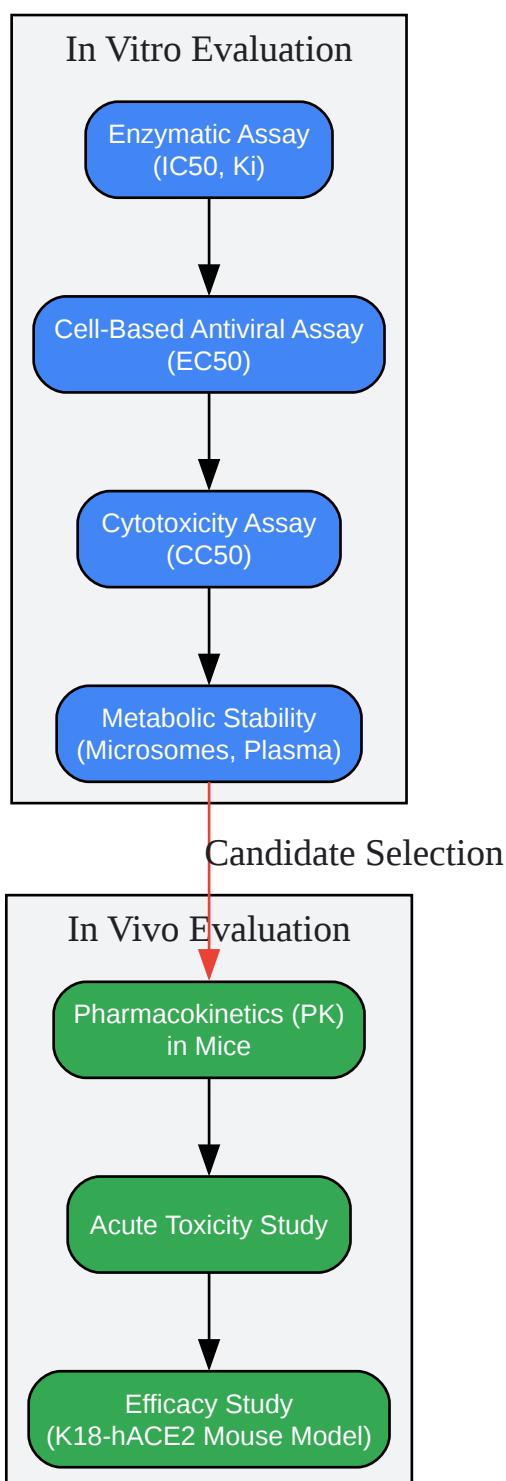 In Vitro Evaluation
Enzymatic Assay
(IC50, Ki)
Cell-Based Antiviral Assay
(EC50)
Cytotoxicity Assay
(CC50)
Metabolic Stability
(Microsomes, Plasma)
Candidate Selection
In Vivo Evaluation
Pharmacokinetics (PK)
in Mice
Acute Toxicity Study
Efficacy Study
(K18-hACE2 Mouse Model)